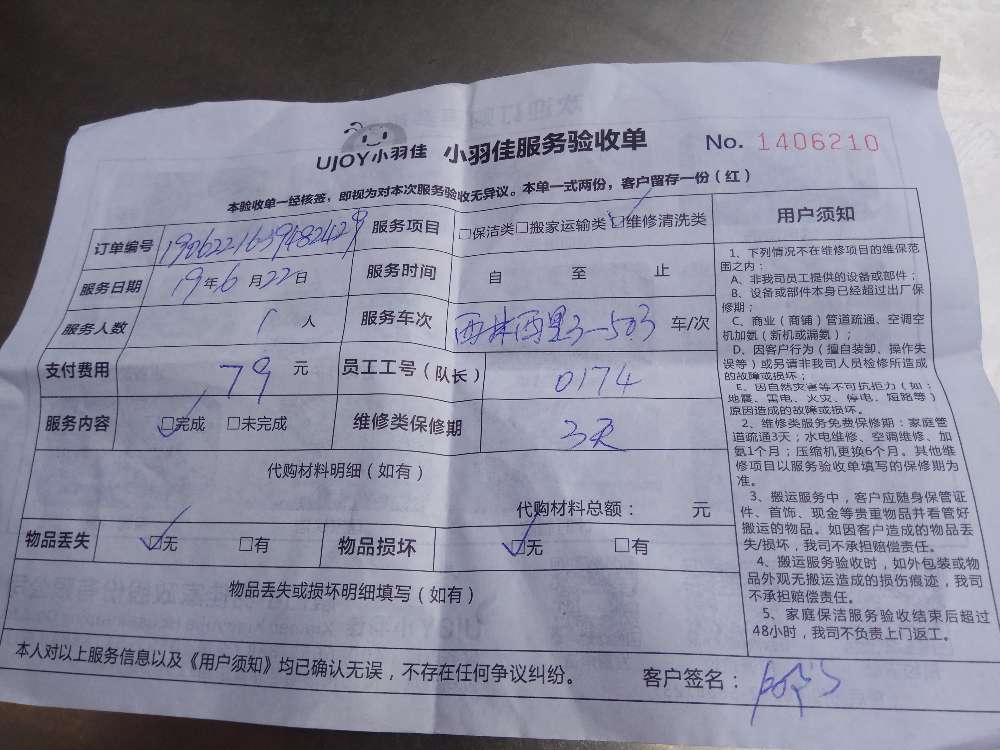 UJOY小羽佳 小羽佳服务验收单 No. 1406210
本验收单一经核签，即视为对本次服务验收无异议。本单一式两份，客户留存一份（红）
订单编号 190622163948242 服务项目 □保洁类□搬家运输类☑维修清洗类
服务日期 19年6月22日 服务时间 自 至 止
服务人数 1人 服务车次 西林西里3-503 车/次
支付费用 79 元 员工工号（队长） 0174
服务内容 ☑完成 □未完成 维修类保修期 3天
代购材料明细（如有）
代购材料总额： 元
物品丢失 ☑无 □有 物品损坏 ☑无 □有
物品丢失或损坏明细填写（如有）
本人对以上服务信息以及《用户须知》均已确认无误，不存在任何争议纠纷。
客户签名：
用户须知
1、下列情况不在维修项目的维保范
围之内：
A、非我司员工提供的设备或部件；
B、设备或部件本身已经超过出厂保
修期；
C、商业（商铺）管道疏通、空调空
机加氨（新机或漏氨）；
D、因客户行为（擅自装卸、操作失
误等）或另请非我司人员检修所造成
的故障或损坏；
E、因自然灾害等不可抗拒力（如：
地震、雷电、火灾、停电、短路等）
原因造成的故障或损坏。
2、维修类服务免费保修期：家庭管
道疏通3天；水电维修、空调维修、加
氨1个月；压缩机更换6个月。其他维
修项目以服务验收单填写的保修期为
准。
3、搬运服务中，客户应随身保管证
件、首饰、现金等贵重物品并看管好
搬运的物品。如因客户造成的物品丢
失/损坏，我司不承担赔偿责任。
4、搬运服务验收时，如外包装或物
品外观无搬运造成的损伤痕迹，我司
不承担赔偿责任。
5、家庭保洁服务验收结束后超过
48小时，我司不负责上门返工。